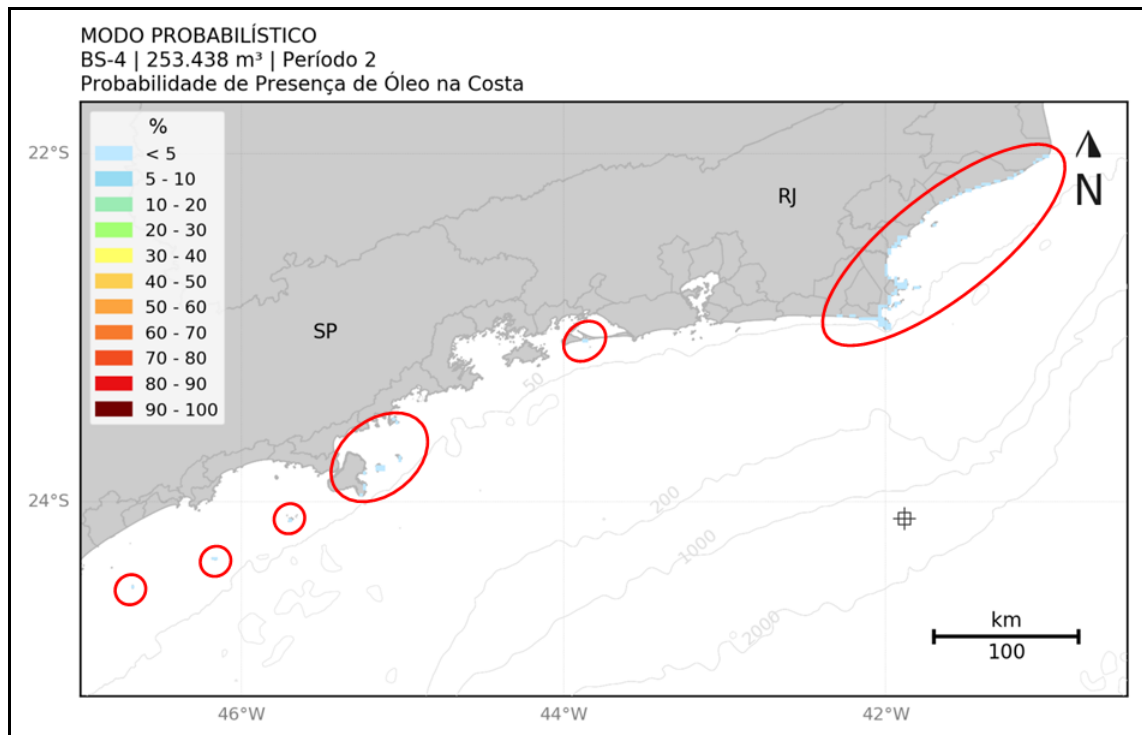 MODO PROBABILÍSTICO
BS-4 | 253.438 m³ | Período 2
Probabilidade de Presença de Óleo na Costa
%
< 5
5 - 10
10 - 20
20 - 30
30 - 40
40 - 50
50 - 60
60 - 70
70 - 80
80 - 90
90 - 100
22°S
24°S
N
RJ
SP
50
200
1000
2000
km
100
46°W
44°W
42°W